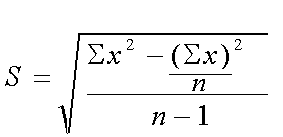 S = √((Σx² − (Σx)²/n)/(n − 1))